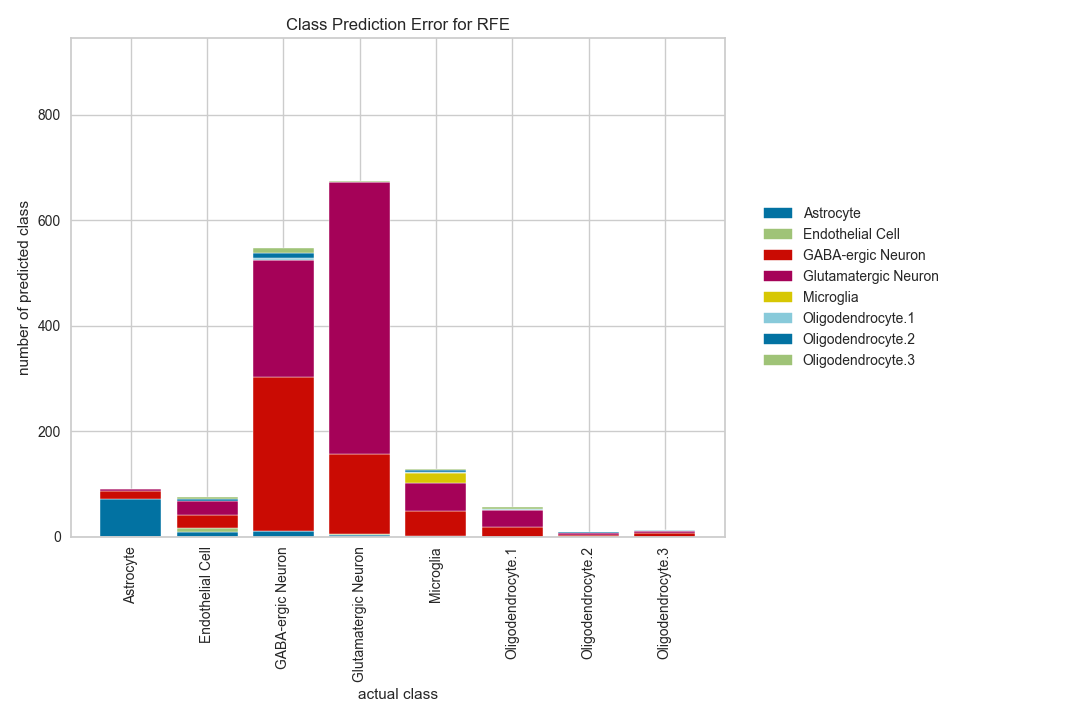 Class Prediction Error for RFE
number of predicted class
800
600
400
200
0
Astrocyte
Endothelial Cell
GABA-ergic Neuron
Glutamatergic Neuron
Microglia
Oligodendrocyte.1
Oligodendrocyte.2
Oligodendrocyte.3
actual class
Astrocyte
Endothelial Cell
GABA-ergic Neuron
Glutamatergic Neuron
Microglia
Oligodendrocyte.1
Oligodendrocyte.2
Oligodendrocyte.3